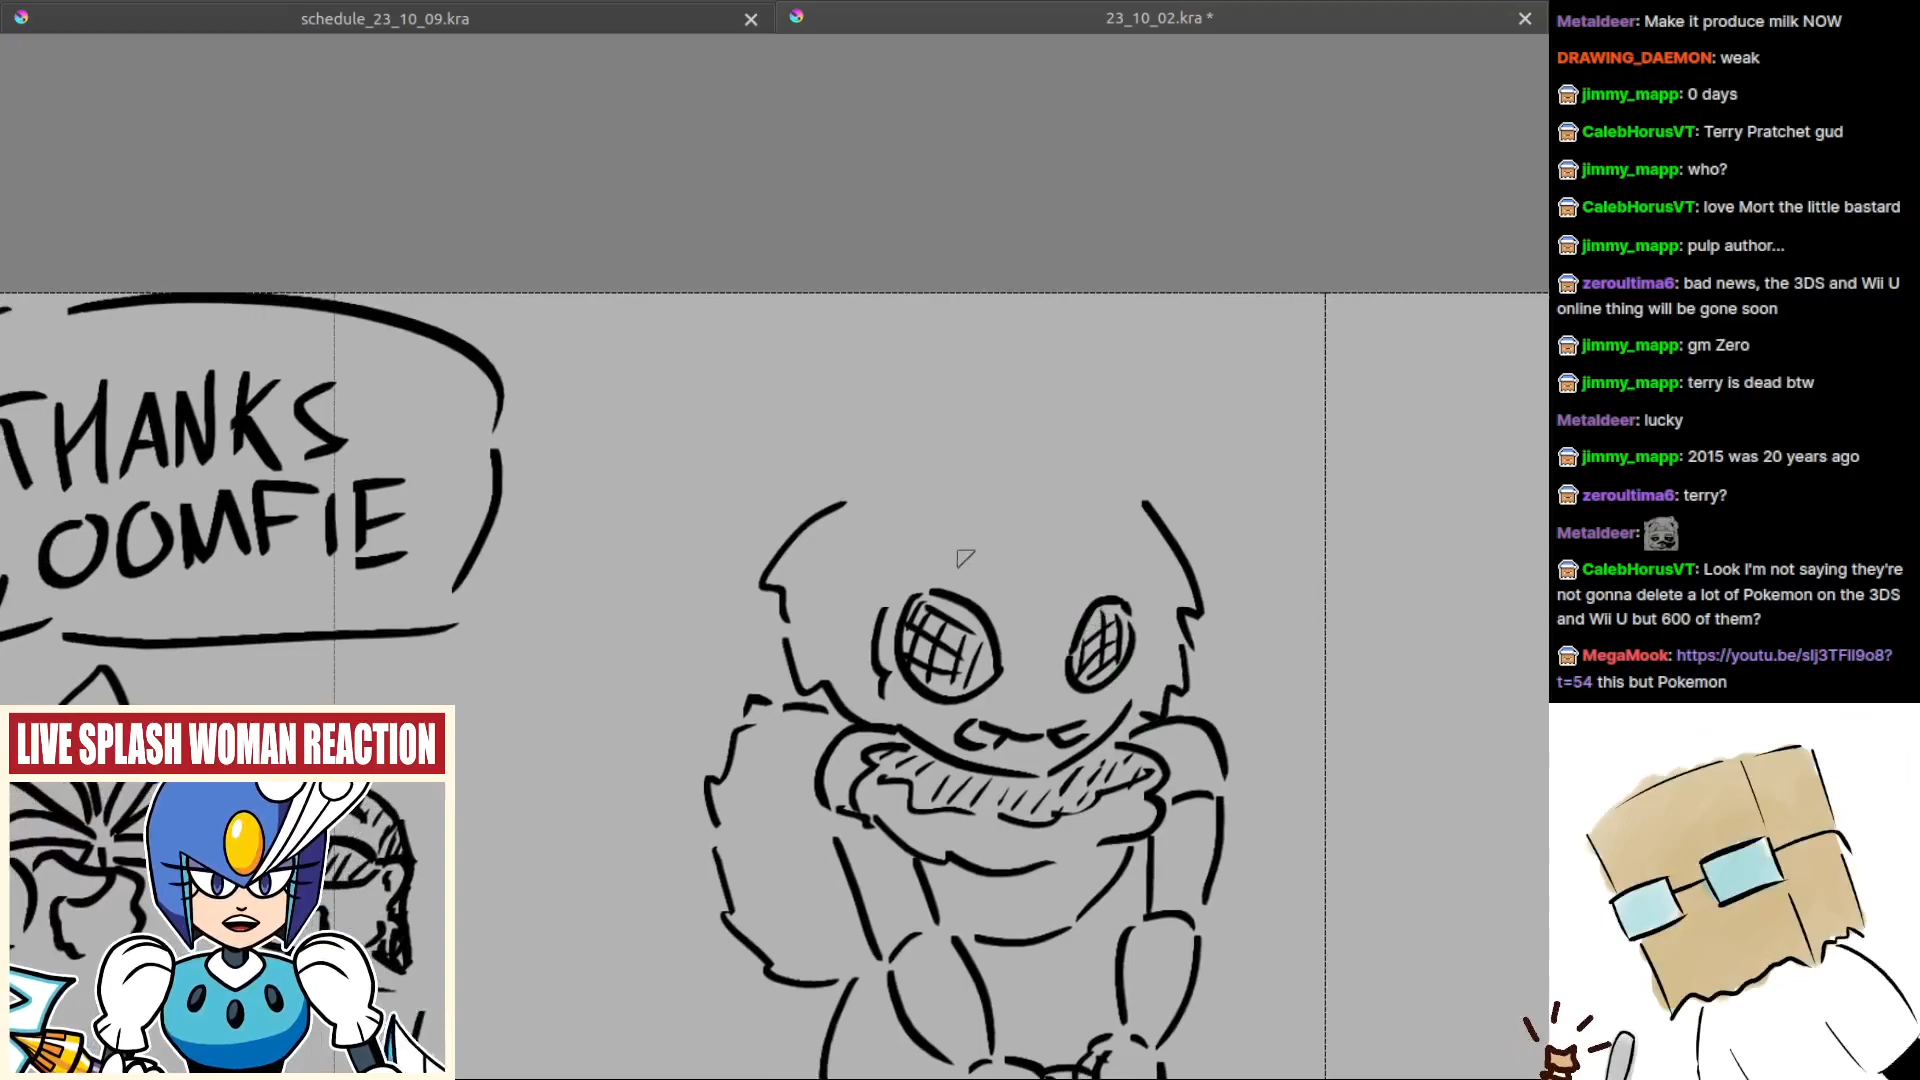 schedule_23_10_09.kra
23_10_02.kra *
THANKS
OOMFIE
LIVE SPLASH WOMAN REACTION
Metaldeer: Make it produce milk NOW
DRAWING_DAEMON: weak
jimmy_mapp: 0 days
CalebHorusVT: Terry Pratchet gud
jimmy_mapp: who?
CalebHorusVT: love Mort the little bastard
jimmy_mapp: pulp author...
zeroultima6: bad news, the 3DS and Wii U
online thing will be gone soon
jimmy_mapp: gm Zero
jimmy_mapp: terry is dead btw
Metaldeer: lucky
jimmy_mapp: 2015 was 20 years ago
zeroultima6: terry?
Metaldeer:
CalebHorusVT: Look I'm not saying they're
not gonna delete a lot of Pokemon on the 3DS
and Wii U but 600 of them?
MegaMook: https://youtu.be/slj3TFIl9o8?
t=54 this but Pokemon